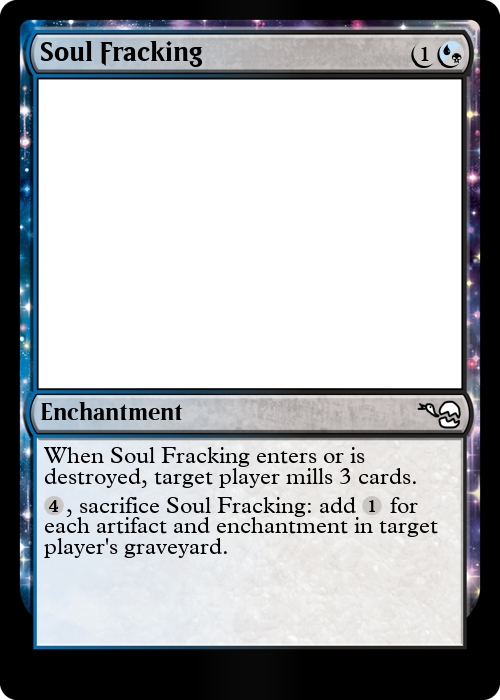 Soul Fracking 1
Enchantment
When Soul Fracking enters or is
destroyed, target player mills 3 cards.
4, sacrifice Soul Fracking: add 1 for
each artifact and enchantment in target
player's graveyard.